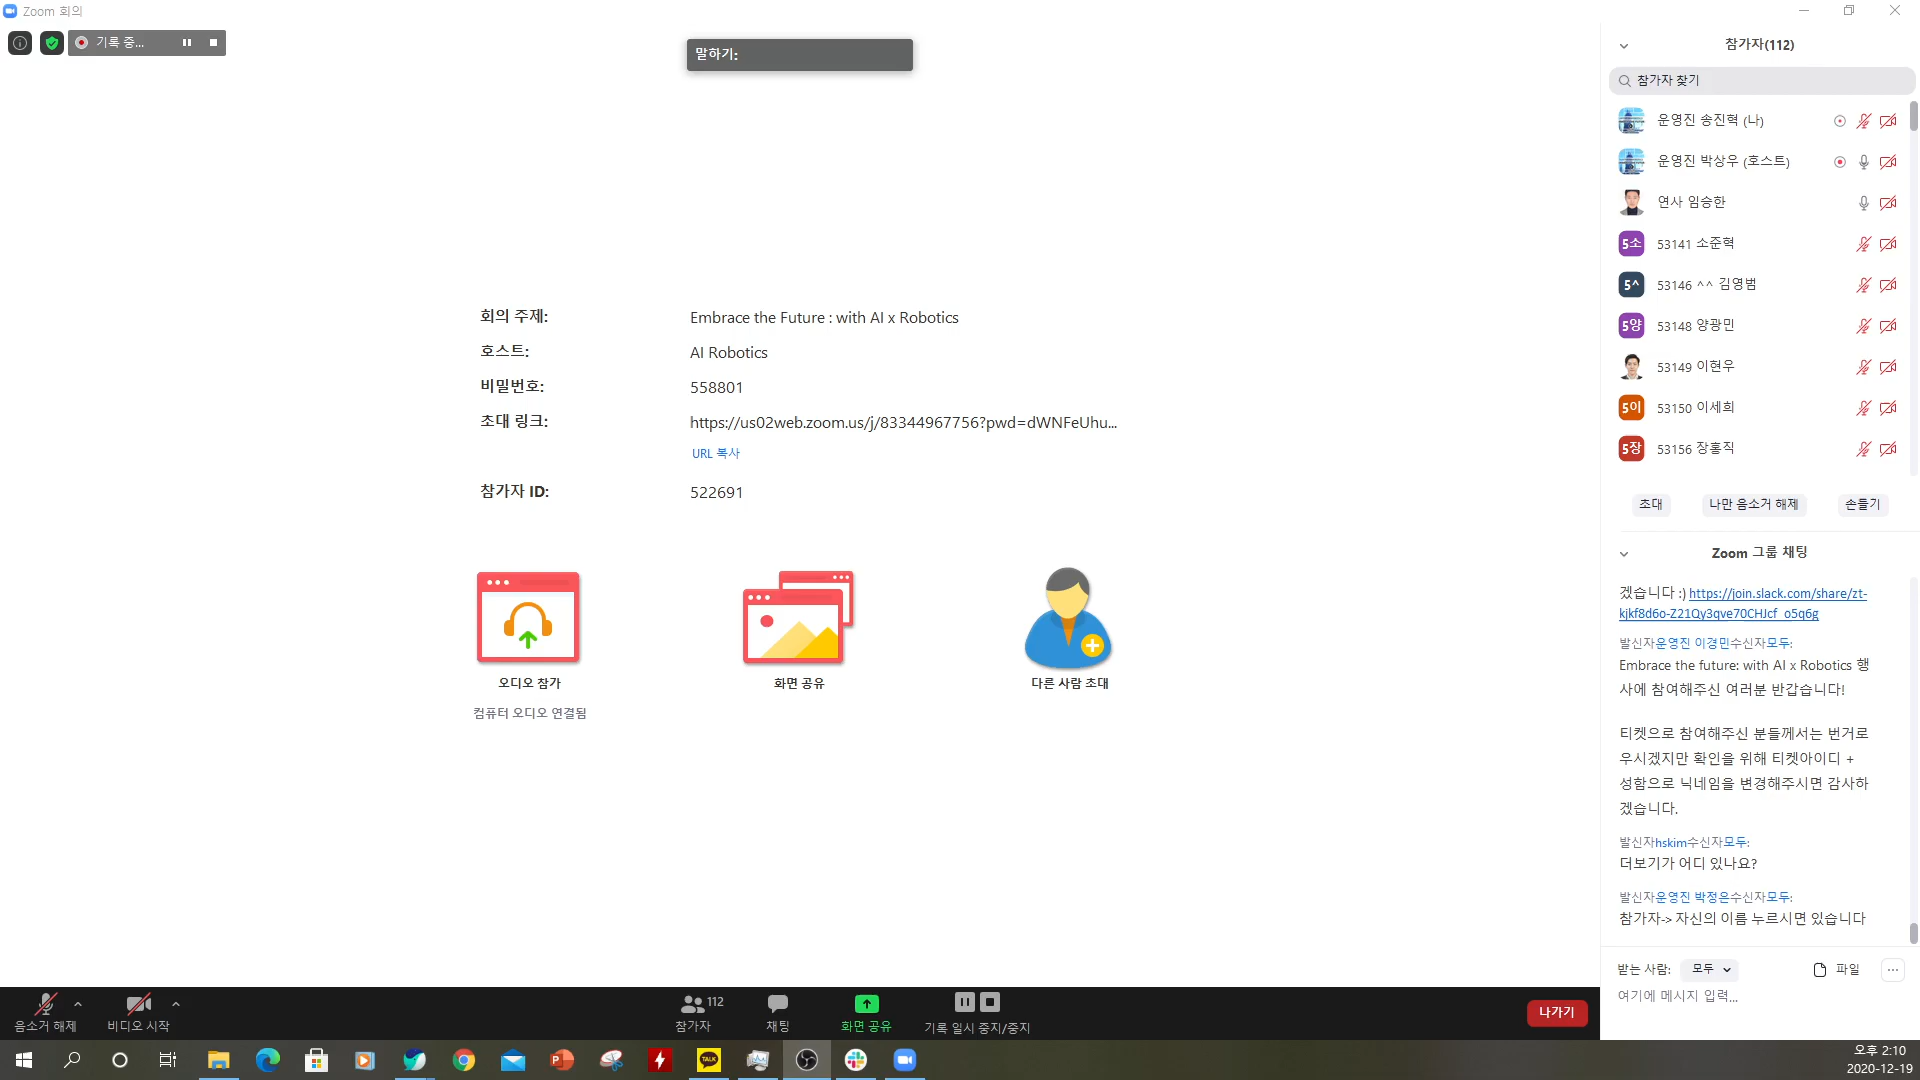 Zoom 회의
기록 중...
말하기:
회의 주제: Embrace the Future : with AI x Robotics
호스트: AI Robotics
비밀번호: 558801
초대 링크: https://us02web.zoom.us/j/83344967756?pwd=dWNFeUhu...
URL 복사
참가자 ID: 522691
오디오 참가
컴퓨터 오디오 연결됨
화면 공유
다른 사람 초대
참가자(112)
참가자 찾기
운영진 송진혁 (나)
운영진 박상우 (호스트)
연사 임승한
5소 53141 소준혁
5^ 53146 ^^ 김영범
5양 53148 양광민
53149 이현우
5이 53150 이세희
5장 53156 장홍직
초대 나만 음소거 해제 손들기
Zoom 그룹 채팅
겠습니다 :) https://join.slack.com/share/zt-
kjkf8d6o-Z21Qy3qve70CHJcf_o5q6g
발신자운영진 이경민수신자모두:
Embrace the future: with AI x Robotics 행
사에 참여해주신 여러분 반갑습니다!
티켓으로 참여해주신 분들께서는 번거로
우시겠지만 확인을 위해 티켓아이디 +
성함으로 닉네임을 변경해주시면 감사하
겠습니다.
발신자hskim수신자모두:
더보기가 어디 있나요?
발신자운영진 박정은수신자모두:
참가자-> 자신의 이름 누르시면 있습니다
받는 사람: 모두 파일
여기에 메시지 입력...
음소거 해제 비디오 시작 참가자 112 채팅 화면 공유 기록 일시 중지/중지 나가기
TALK
오후 2:10
2020-12-19